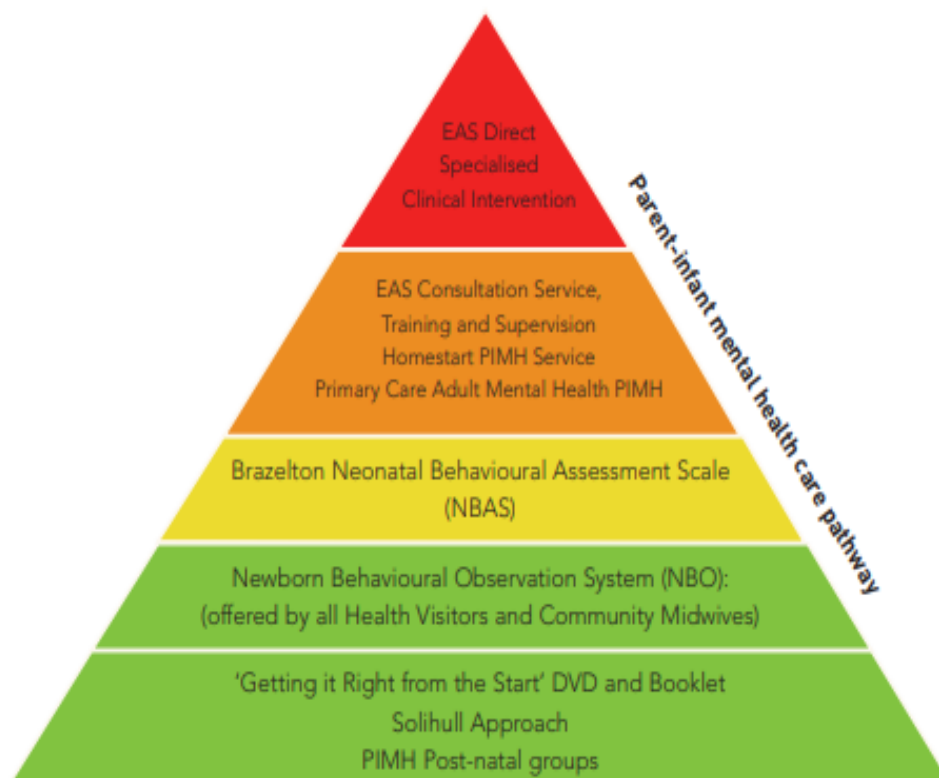 EAS Direct
Specialised
Clinical Intervention
Parent-infant mental health care pathway
EAS Consultation Service,
Training and Supervision
Homestart PIMH Service
Primary Care Adult Mental Health PIMH
Brazelton Neonatal Behavioural Assessment Scale
(NBAS)
Newborn Behavioural Observation System (NBO):
(offered by all Health Visitors and Community Midwives)
'Getting it Right from the Start' DVD and Booklet
Solihull Approach
PIMH Post-natal groups